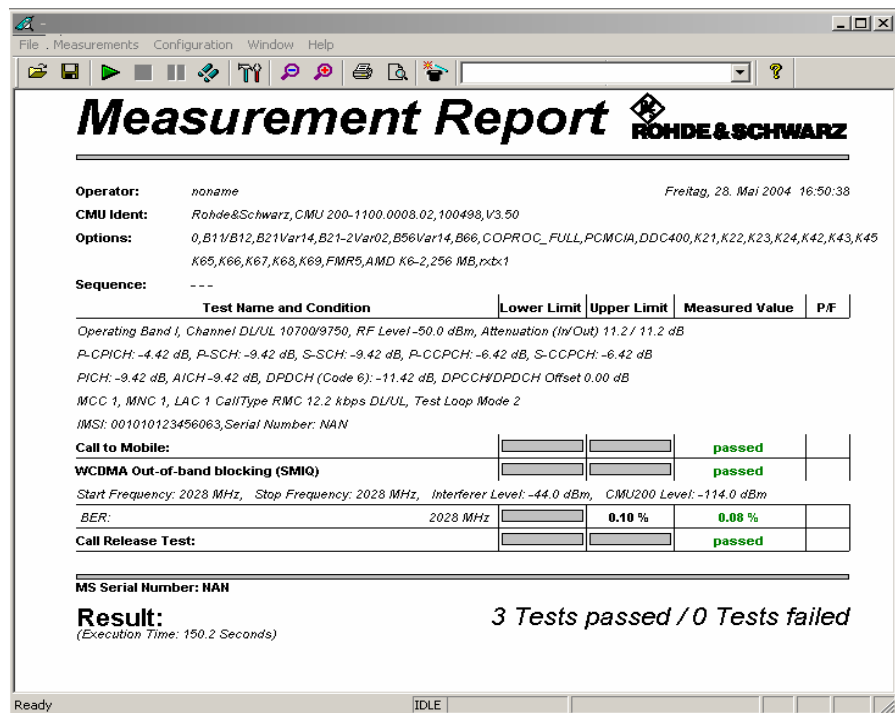 -
File . Measurements Configuration Window Help
Measurement Report ROHDE&SCHWARZ
Operator: noname Freitag, 28. Mai 2004 16:50:38
CMU Ident: Rohde&Schwarz,CMU 200-1100.0008.02,100498,V3.50
Options: 0,B11/B12,B21Var14,B21-2Var02,B56Var14,B66,COPROC_FULL,PCMCIA,DDC400,K21,K22,K23,K24,K42,K43,K45
K65,K66,K67,K68,K69,FMR5,AMD K6-2,256 MB,rxtx1
Sequence: - - -
Test Name and Condition Lower Limit Upper Limit Measured Value P/F
Operating Band I, Channel DL/UL 10700/9750, RF Level -50.0 dBm, Attenuation (In/Out) 11.2 / 11.2 dB
P-CPICH: -4.42 dB, P-SCH: -9.42 dB, S-SCH: -9.42 dB, P-CCPCH: -6.42 dB, S-CCPCH: -6.42 dB
PICH: -9.42 dB, AICH -9.42 dB, DPDCH (Code 6): -11.42 dB, DPCCH/DPDCH Offset 0.00 dB
MCC 1, MNC 1, LAC 1 CallType RMC 12.2 kbps DL/UL, Test Loop Mode 2
IMSI: 001010123456063,Serial Number: NAN
Call to Mobile: passed
WCDMA Out-of-band blocking (SMIQ) passed
Start Frequency: 2028 MHz, Stop Frequency: 2028 MHz, Interferer Level: -44.0 dBm, CMU200 Level: -114.0 dBm
BER: 2028 MHz 0.10 % 0.08 %
Call Release Test: passed
MS Serial Number: NAN
Result: 3 Tests passed / 0 Tests failed
(Execution Time: 150.2 Seconds)
Ready IDLE